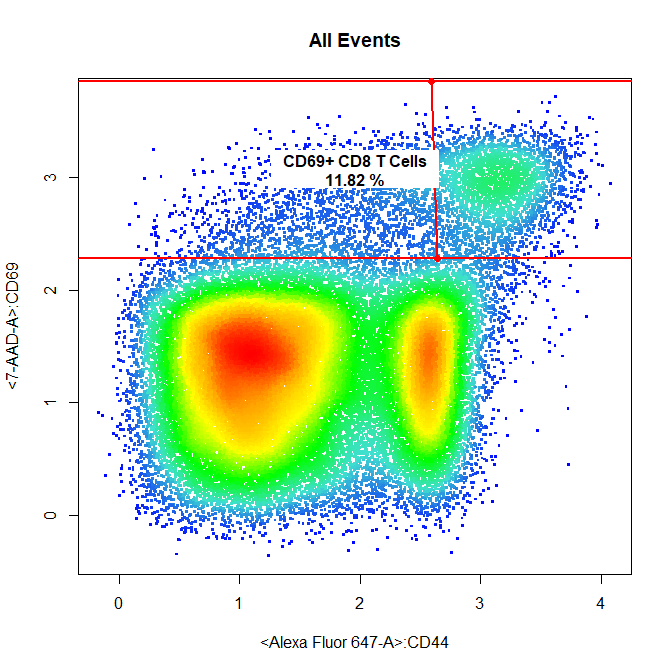 All Events
CD69+ CD8 T Cells
11.82 %
3
2
1
0
<7-AAD-A>:CD69
0 1 2 3 4
<Alexa Fluor 647-A>:CD44